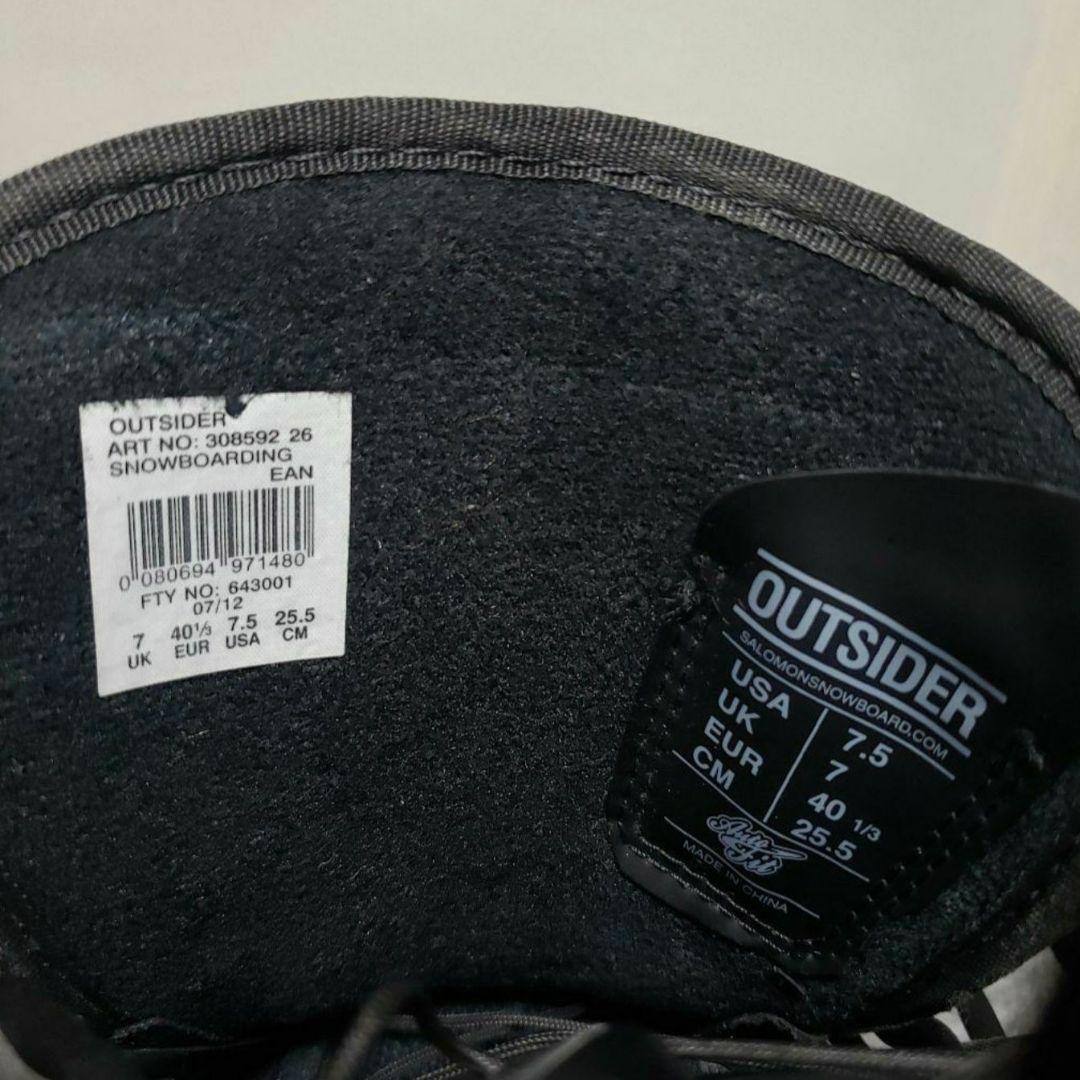 OUTSIDER
ART NO: 308592 26
SNOWBOARDING
EAN
0 080694 971480
FTY NO: 643001
07/12
7 40⅓ 7.5 25.5
UK EUR USA CM
OUTSIDER
SALOMONSNOWBOARD.COM
USA 7.5
UK 7
EUR 40 1/3
CM 25.5
Auto Fit
MADE IN CHINA